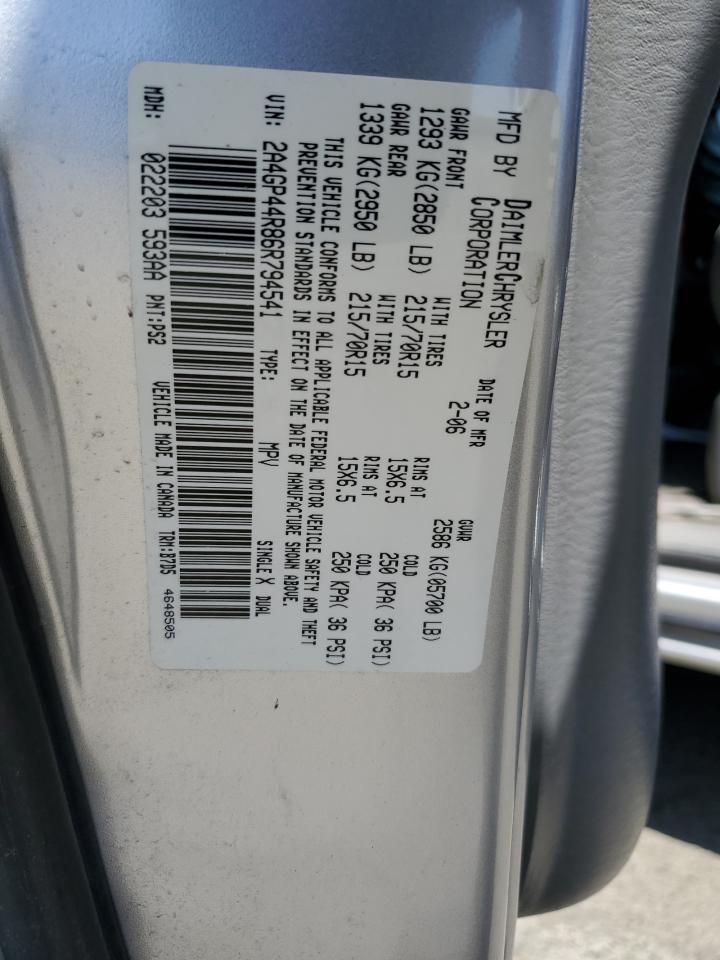 MFD BY DAIMLERCHRYSLER
CORPORATION
DATE OF MFR
2-06
GVWR
2586 KG(05700 LB)
GAWR FRONT
1293 KG(2850 LB)
WITH TIRES
215/70R15
RIMS AT
15X6.5
COLD
250 KPA( 36 PSI)
GAWR REAR
1339 KG(2950 LB)
WITH TIRES
215/70R15
RIMS AT
15X6.5
COLD
250 KPA( 36 PSI)
THIS VEHICLE CONFORMS TO ALL APPLICABLE FEDERAL MOTOR VEHICLE SAFETY AND THEFT
PREVENTION STANDARDS IN EFFECT ON THE DATE OF MANUFACTURE SHOWN ABOVE.
VIN: 2A4GP44R86R794541 TYPE: MPV SINGLE X DUAL
MDH: 022203 593AA PNT:PS2 VEHICLE MADE IN CANADA TRM:B7D5 4648505